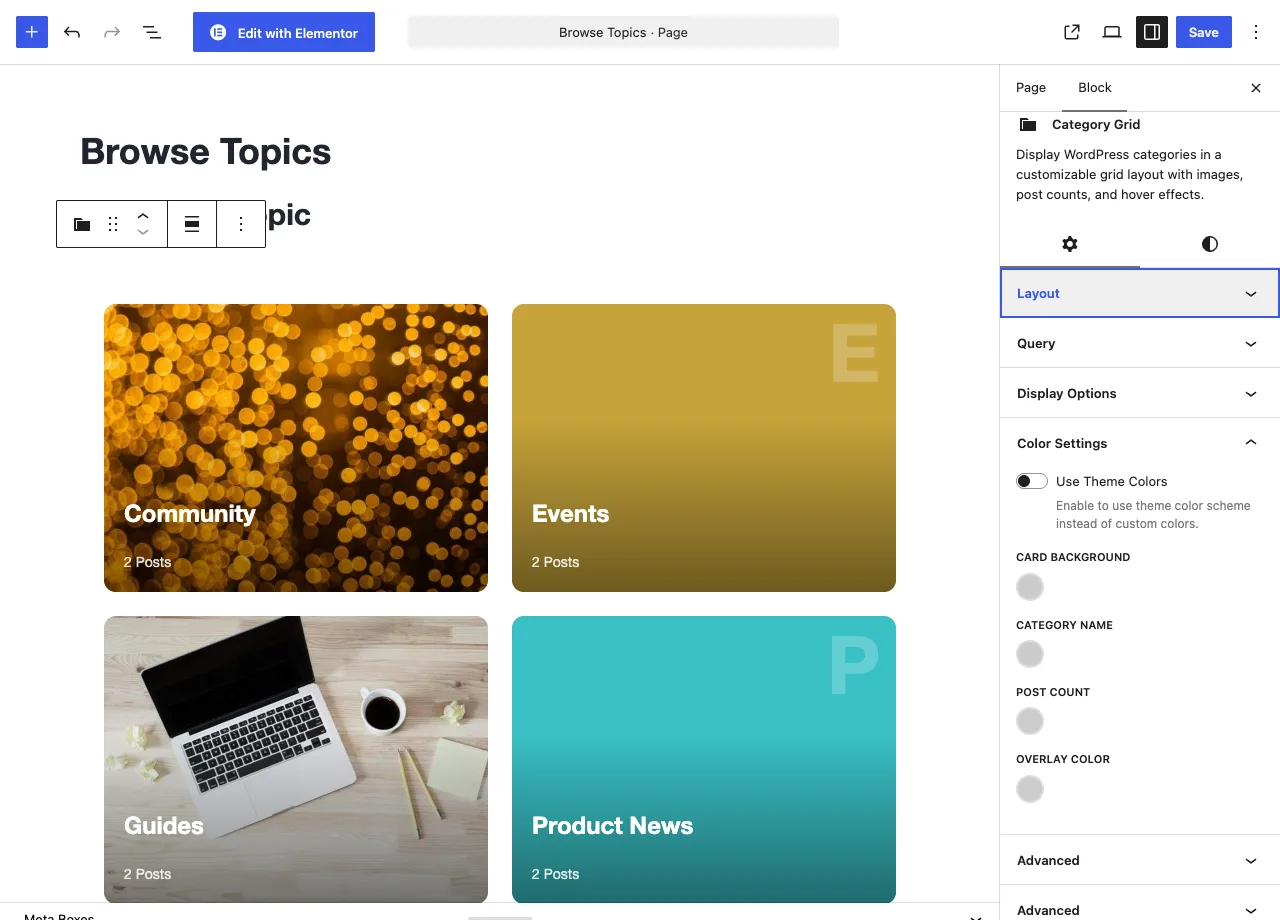 Edit with Elementor
Browse Topics · Page
Save
Page
Block
Category Grid
Display WordPress categories in a
customizable grid layout with images,
post counts, and hover effects.
Browse Topics
pic
Layout
Query
Display Options
Color Settings
Use Theme Colors
Enable to use theme color scheme
instead of custom colors.
CARD BACKGROUND
CATEGORY NAME
POST COUNT
OVERLAY COLOR
Advanced
Advanced
Community
2 Posts
E
Events
2 Posts
Guides
2 Posts
P
Product News
2 Posts
Meta Boxes